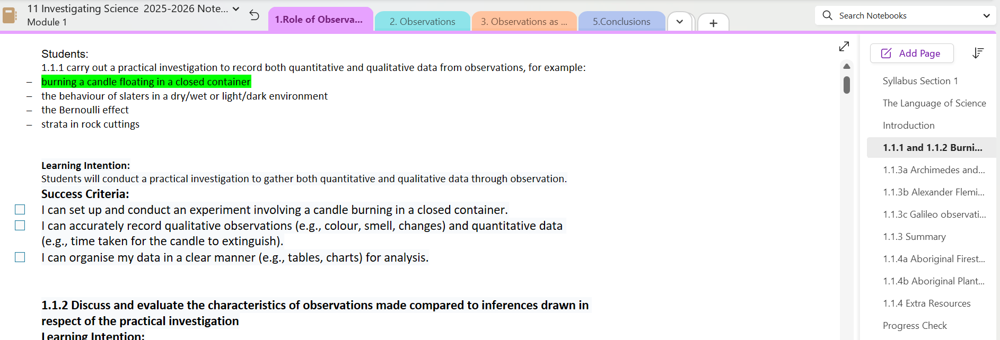 11 Investigating Science 2025-2026 Note...
Module 1
1.Role of Observa...
2. Observations
3. Observations as ...
5.Conclusions
+
Search Notebooks
Students:
1.1.1 carry out a practical investigation to record both quantitative and qualitative data from observations, for example:
– burning a candle floating in a closed container
– the behaviour of slaters in a dry/wet or light/dark environment
– the Bernoulli effect
– strata in rock cuttings
Learning Intention:
Students will conduct a practical investigation to gather both quantitative and qualitative data through observation.
Success Criteria:
I can set up and conduct an experiment involving a candle burning in a closed container.
I can accurately record qualitative observations (e.g., colour, smell, changes) and quantitative data
(e.g., time taken for the candle to extinguish).
I can organise my data in a clear manner (e.g., tables, charts) for analysis.
1.1.2 Discuss and evaluate the characteristics of observations made compared to inferences drawn in
respect of the practical investigation
Learning Intention:
Add Page
Syllabus Section 1
The Language of Science
Introduction
1.1.1 and 1.1.2 Burni...
1.1.3a Archimedes and...
1.1.3b Alexander Flemi...
1.1.3c Galileo observati...
1.1.3 Summary
1.1.4a Aboriginal Firest...
1.1.4b Aboriginal Plant...
1.1.4 Extra Resources
Progress Check